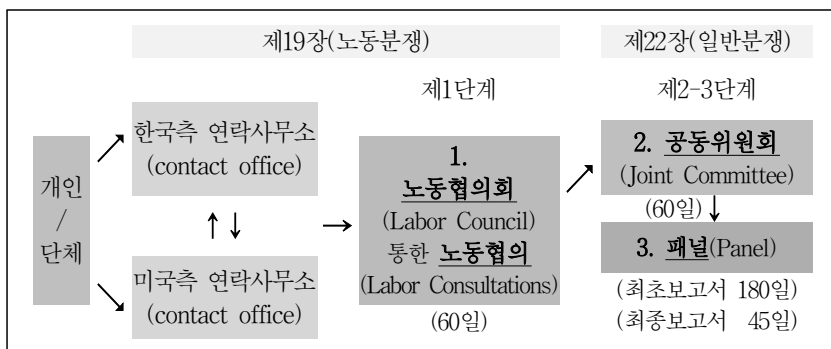 제19장(노동분쟁)
제22장(일반분쟁)
제1단계
제2-3단계
개인
/
단체
한국측 연락사무소
(contact office)
↑ ↓
미국측 연락사무소
(contact office)
1.
노동협의회
(Labor Council)
통한 노동협의
(Labor Consultations)
(60일)
2. 공동위원회
(Joint Committee)
(60일)↓
3. 패널(Panel)
(최초보고서 180일)
(최종보고서 45일)